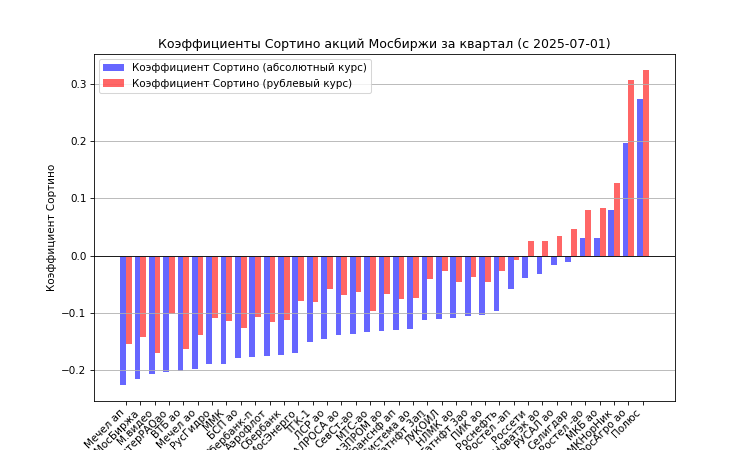 Коэффициенты Сортино акций Мосбиржи за квартал (с 2025-07-01)
Коэффициент Сортино (абсолютный курс)
Коэффициент Сортино (рублевый курс)
Коэффициент Сортино
0.3
0.2
0.1
0.0
−0.1
−0.2
Мечел ап
МосБиржа
М.видео
ВТБ ао
Мечел ао
РусГидро
ММК
БСП ао
Аэрофлот
Сбербанк
ТГК-1
ЛСР ао
СевСт-ао
МТС-ао
ЛУКОЙЛ
НЛМК ао
ПИК ао
Роснефть
Россети
РУСАЛ ао
Селигдар
МКБ ао
Полюс